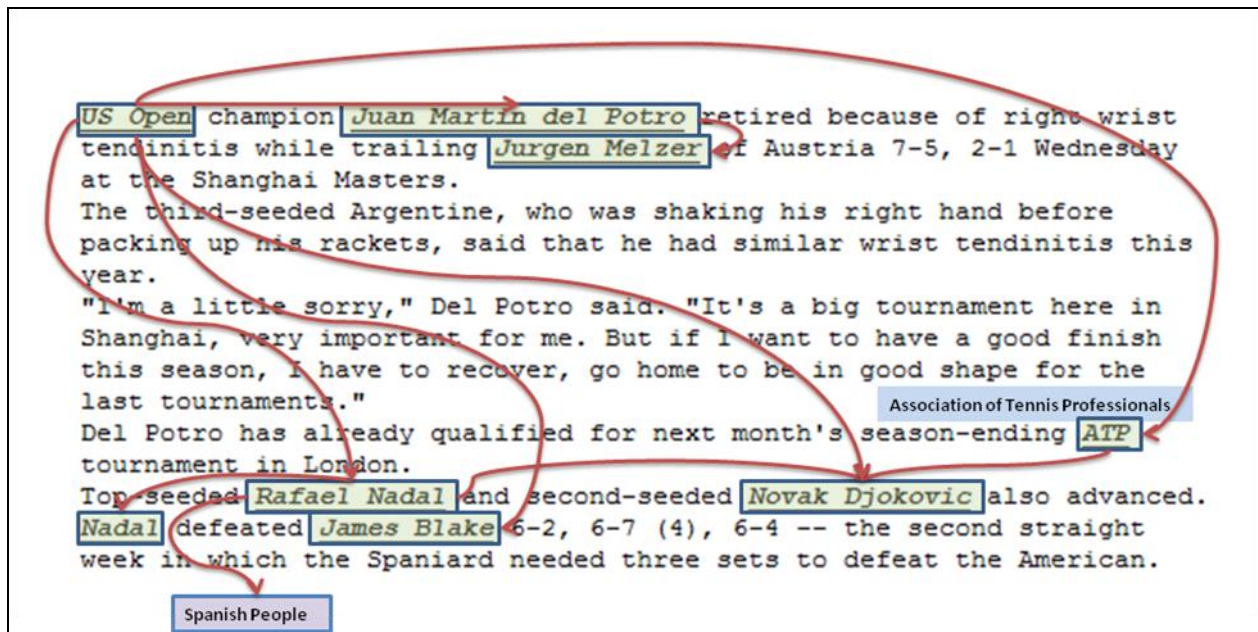 US Open champion Juan Martin del Potro retired because of right wrist
tendinitis while trailing Jurgen Melzer of Austria 7-5, 2-1 Wednesday
at the Shanghai Masters.
The third-seeded Argentine, who was shaking his right hand before
packing up his rackets, said that he had similar wrist tendinitis this
year.
"I'm a little sorry," Del Potro said. "It's a big tournament here in
Shanghai, very important for me. But if I want to have a good finish
this season, I have to recover, go home to be in good shape for the
last tournaments."
Association of Tennis Professionals
Del Potro has already qualified for next month's season-ending ATP
tournament in London.
Top-seeded Rafael Nadal and second-seeded Novak Djokovic also advanced.
Nadal defeated James Blake 6-2, 6-7 (4), 6-4 -- the second straight
week in which the Spaniard needed three sets to defeat the American.
Spanish People